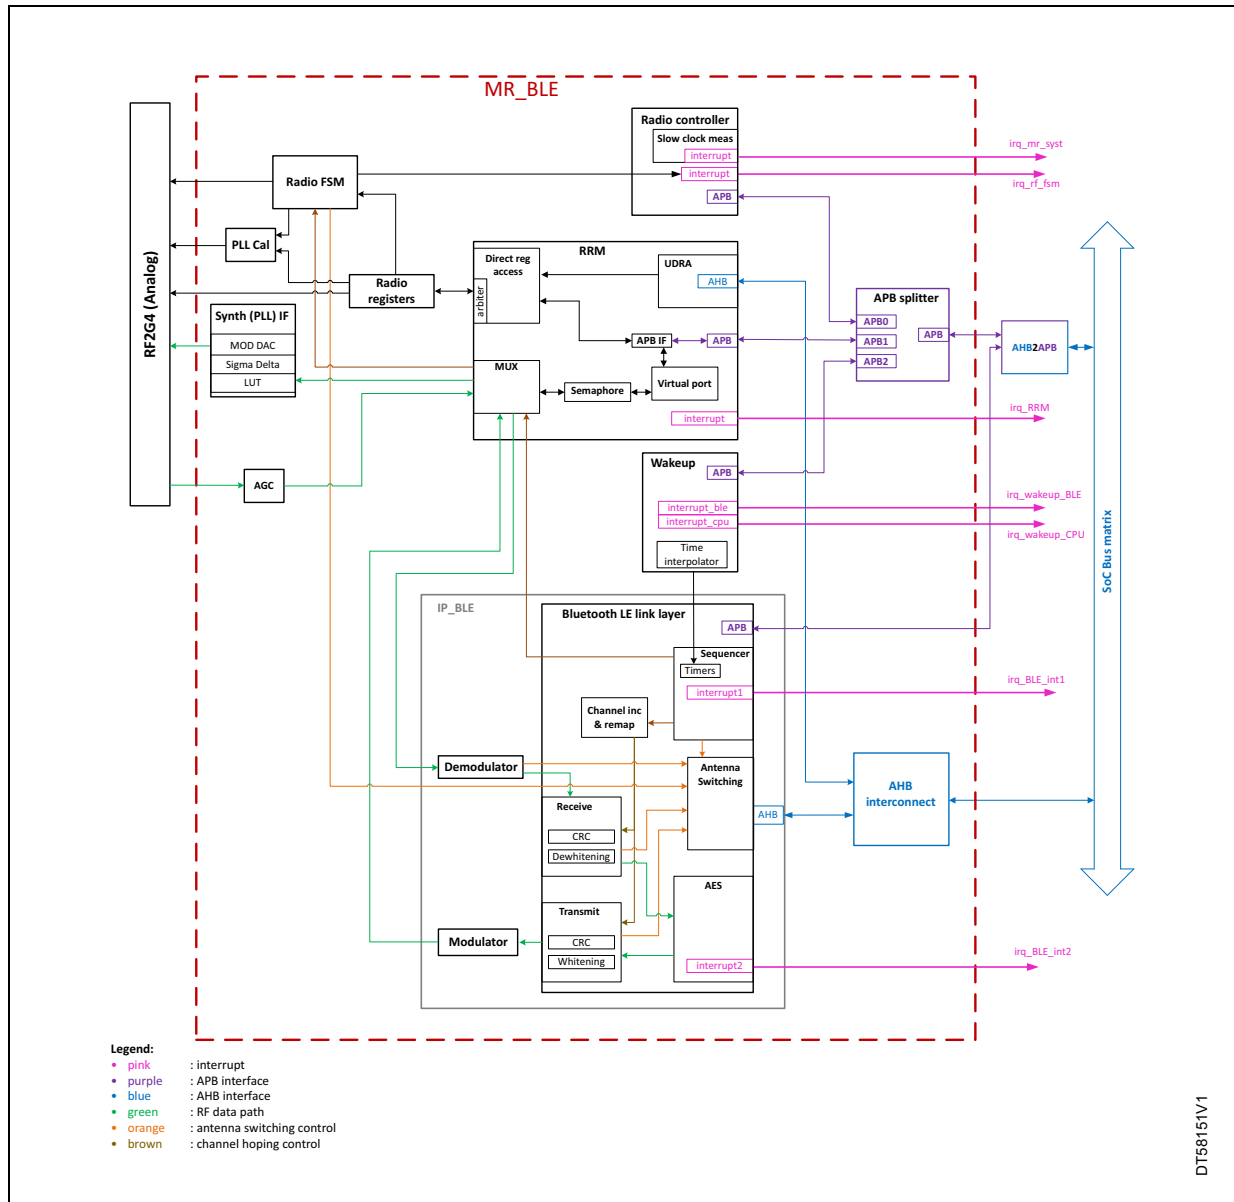 MR_BLE
RF2G4 (Analog)
Radio controller
Slow clock meas
interrupt
irq_mr_syst
interrupt
irq_rf_fsm
APB
Radio FSM
PLL Cal
Radio
registers
Synth (PLL) IF
MOD DAC
Sigma Delta
LUT
AGC
RRM
Direct reg
access
arbiter
UDRA
AHB
APB IF
APB
MUX
Semaphore
Virtual port
interrupt
irq_RRM
APB splitter
APB0
APB1
APB2
APB
AHB2APB
SoC Bus matrix
Wakeup
APB
interrupt_ble
irq_wakeup_BLE
interrupt_cpu
irq_wakeup_CPU
Time
interpolator
IP_BLE
Bluetooth LE link layer
APB
Sequencer
Timers
interrupt1
irq_BLE_int1
Channel inc
& remap
Demodulator
Antenna
Switching
AHB
AHB
interconnect
Receive
CRC
Dewhitening
AES
Transmit
CRC
Whitening
Modulator
interrupt2
irq_BLE_int2
Legend:
• pink : interrupt
• purple : APB interface
• blue : AHB interface
• green : RF data path
• orange : antenna switching control
• brown : channel hoping control
DT58151V1